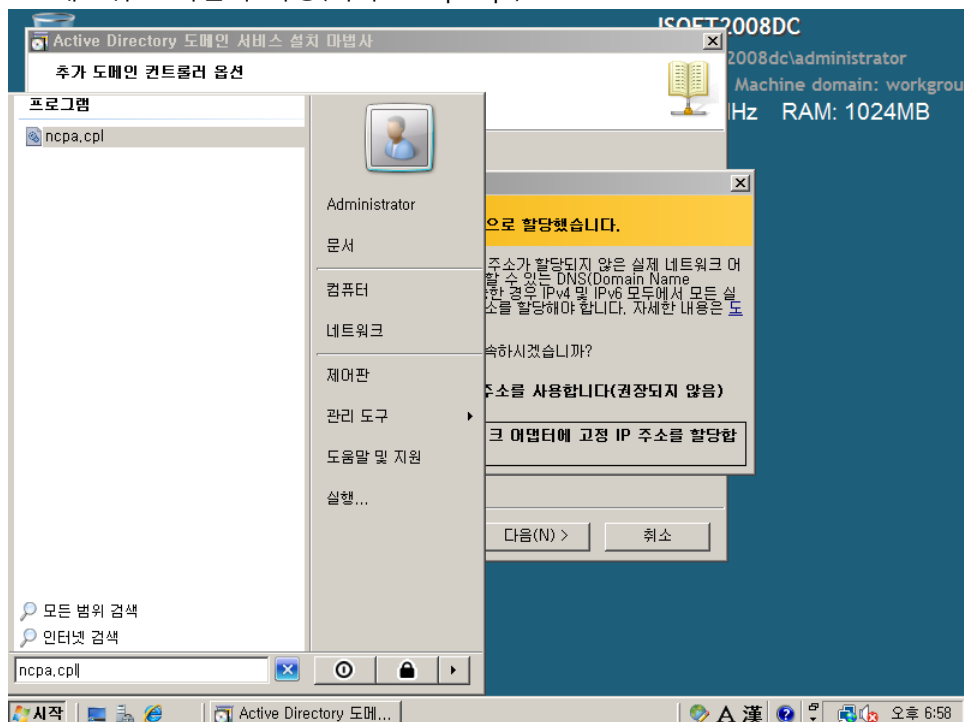 JSOFT2008DC
Active Directory 도메인 서비스 설치 마법사
추가 도메인 컨트롤러 옵션
2008dc\administrator
Machine domain: workgrou
Hz RAM: 1024MB
프로그램
ncpa.cpl
Administrator
문서
컴퓨터
네트워크
제어판
관리 도구
도움말 및 지원
실행...
으로 할당했습니다.
주소가 할당되지 않은 실제 네트워크 어
할 수 있는 DNS(Domain Name
한 경우 IPv4 및 IPv6 모두에서 모든 실
소를 할당해야 합니다. 자세한 내용은 도
속하시겠습니까?
주소를 사용합니다(권장되지 않음)
크 어댑터에 고정 IP 주소를 할당합
다음(N) >
취소
모든 범위 검색
인터넷 검색
ncpa.cpl
시작
Active Directory 도메...
A 漢
오후 6:58